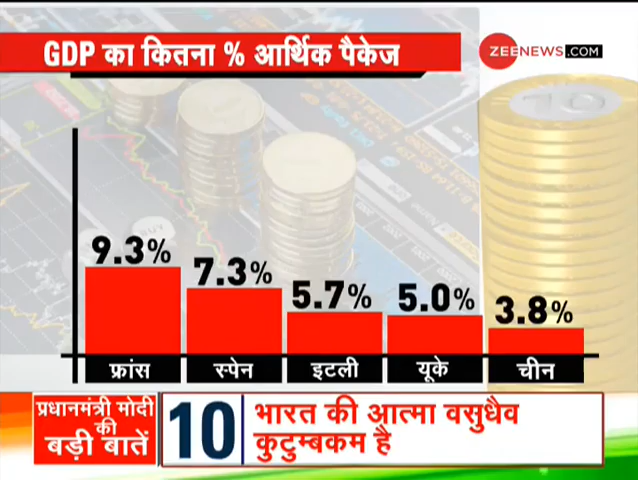 GDP का कितना % आर्थिक पैकेज
ZEENEWS.COM
9.3%
7.3%
5.7%
5.0%
3.8%
फ्रांस
स्पेन
इटली
यूके
चीन
प्रधानमंत्री मोदी
की
बड़ी बातें
10
भारत की आत्मा वसुधैव
कुटुम्बकम है